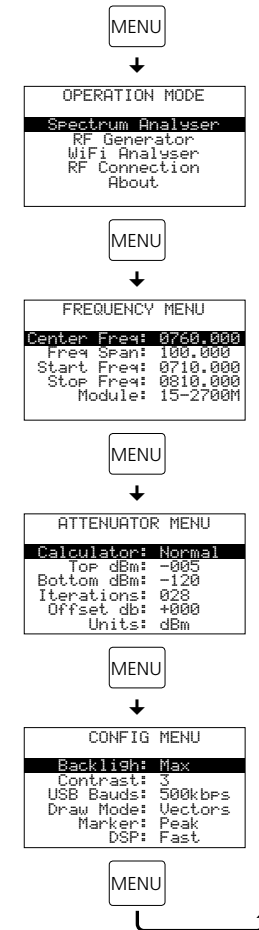 MENU
OPERATION MODE
Spectrum Analyser
RF Generator
WiFi Analyser
RF Connection
About
MENU
FREQUENCY MENU
Center Freq: 0760.000
Freq Span: 100.000
Start Freq: 0710.000
Stop Freq: 0810.000
Module: 15-2700M
MENU
ATTENUATOR MENU
Calculator: Normal
Top dBm: -005
Bottom dBm: -120
Iterations: 028
Offset db: +000
Units: dBm
MENU
CONFIG MENU
Backligh: Max
Contrast: 3
USB Bauds: 500kbps
Draw Mode: Vectors
Marker: Peak
DSP: Fast
MENU